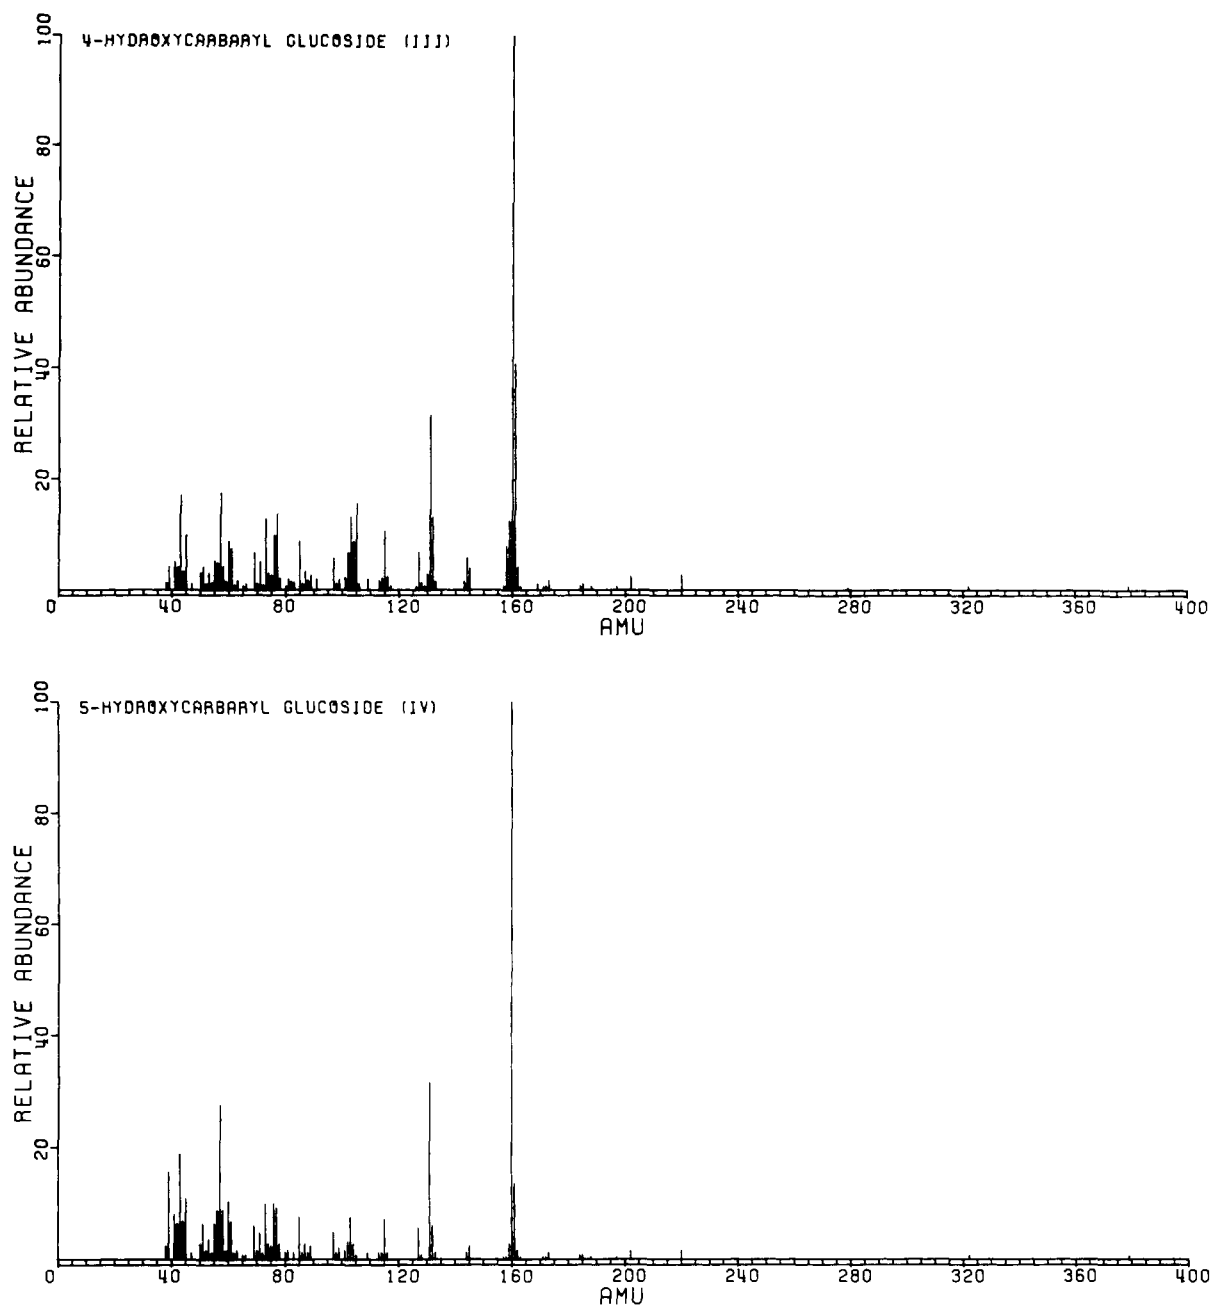 4-HYDROXYCARBARYL GLUCOSIDE (III)
100
80
60
40
20
RELATIVE ABUNDANCE
0 40 80 120 160 200 240 280 320 360 400
AMU
5-HYDROXYCARBARYL GLUCOSIDE (IV)
100
80
60
40
20
RELATIVE ABUNDANCE
0 40 80 120 160 200 240 280 320 360 400
AMU